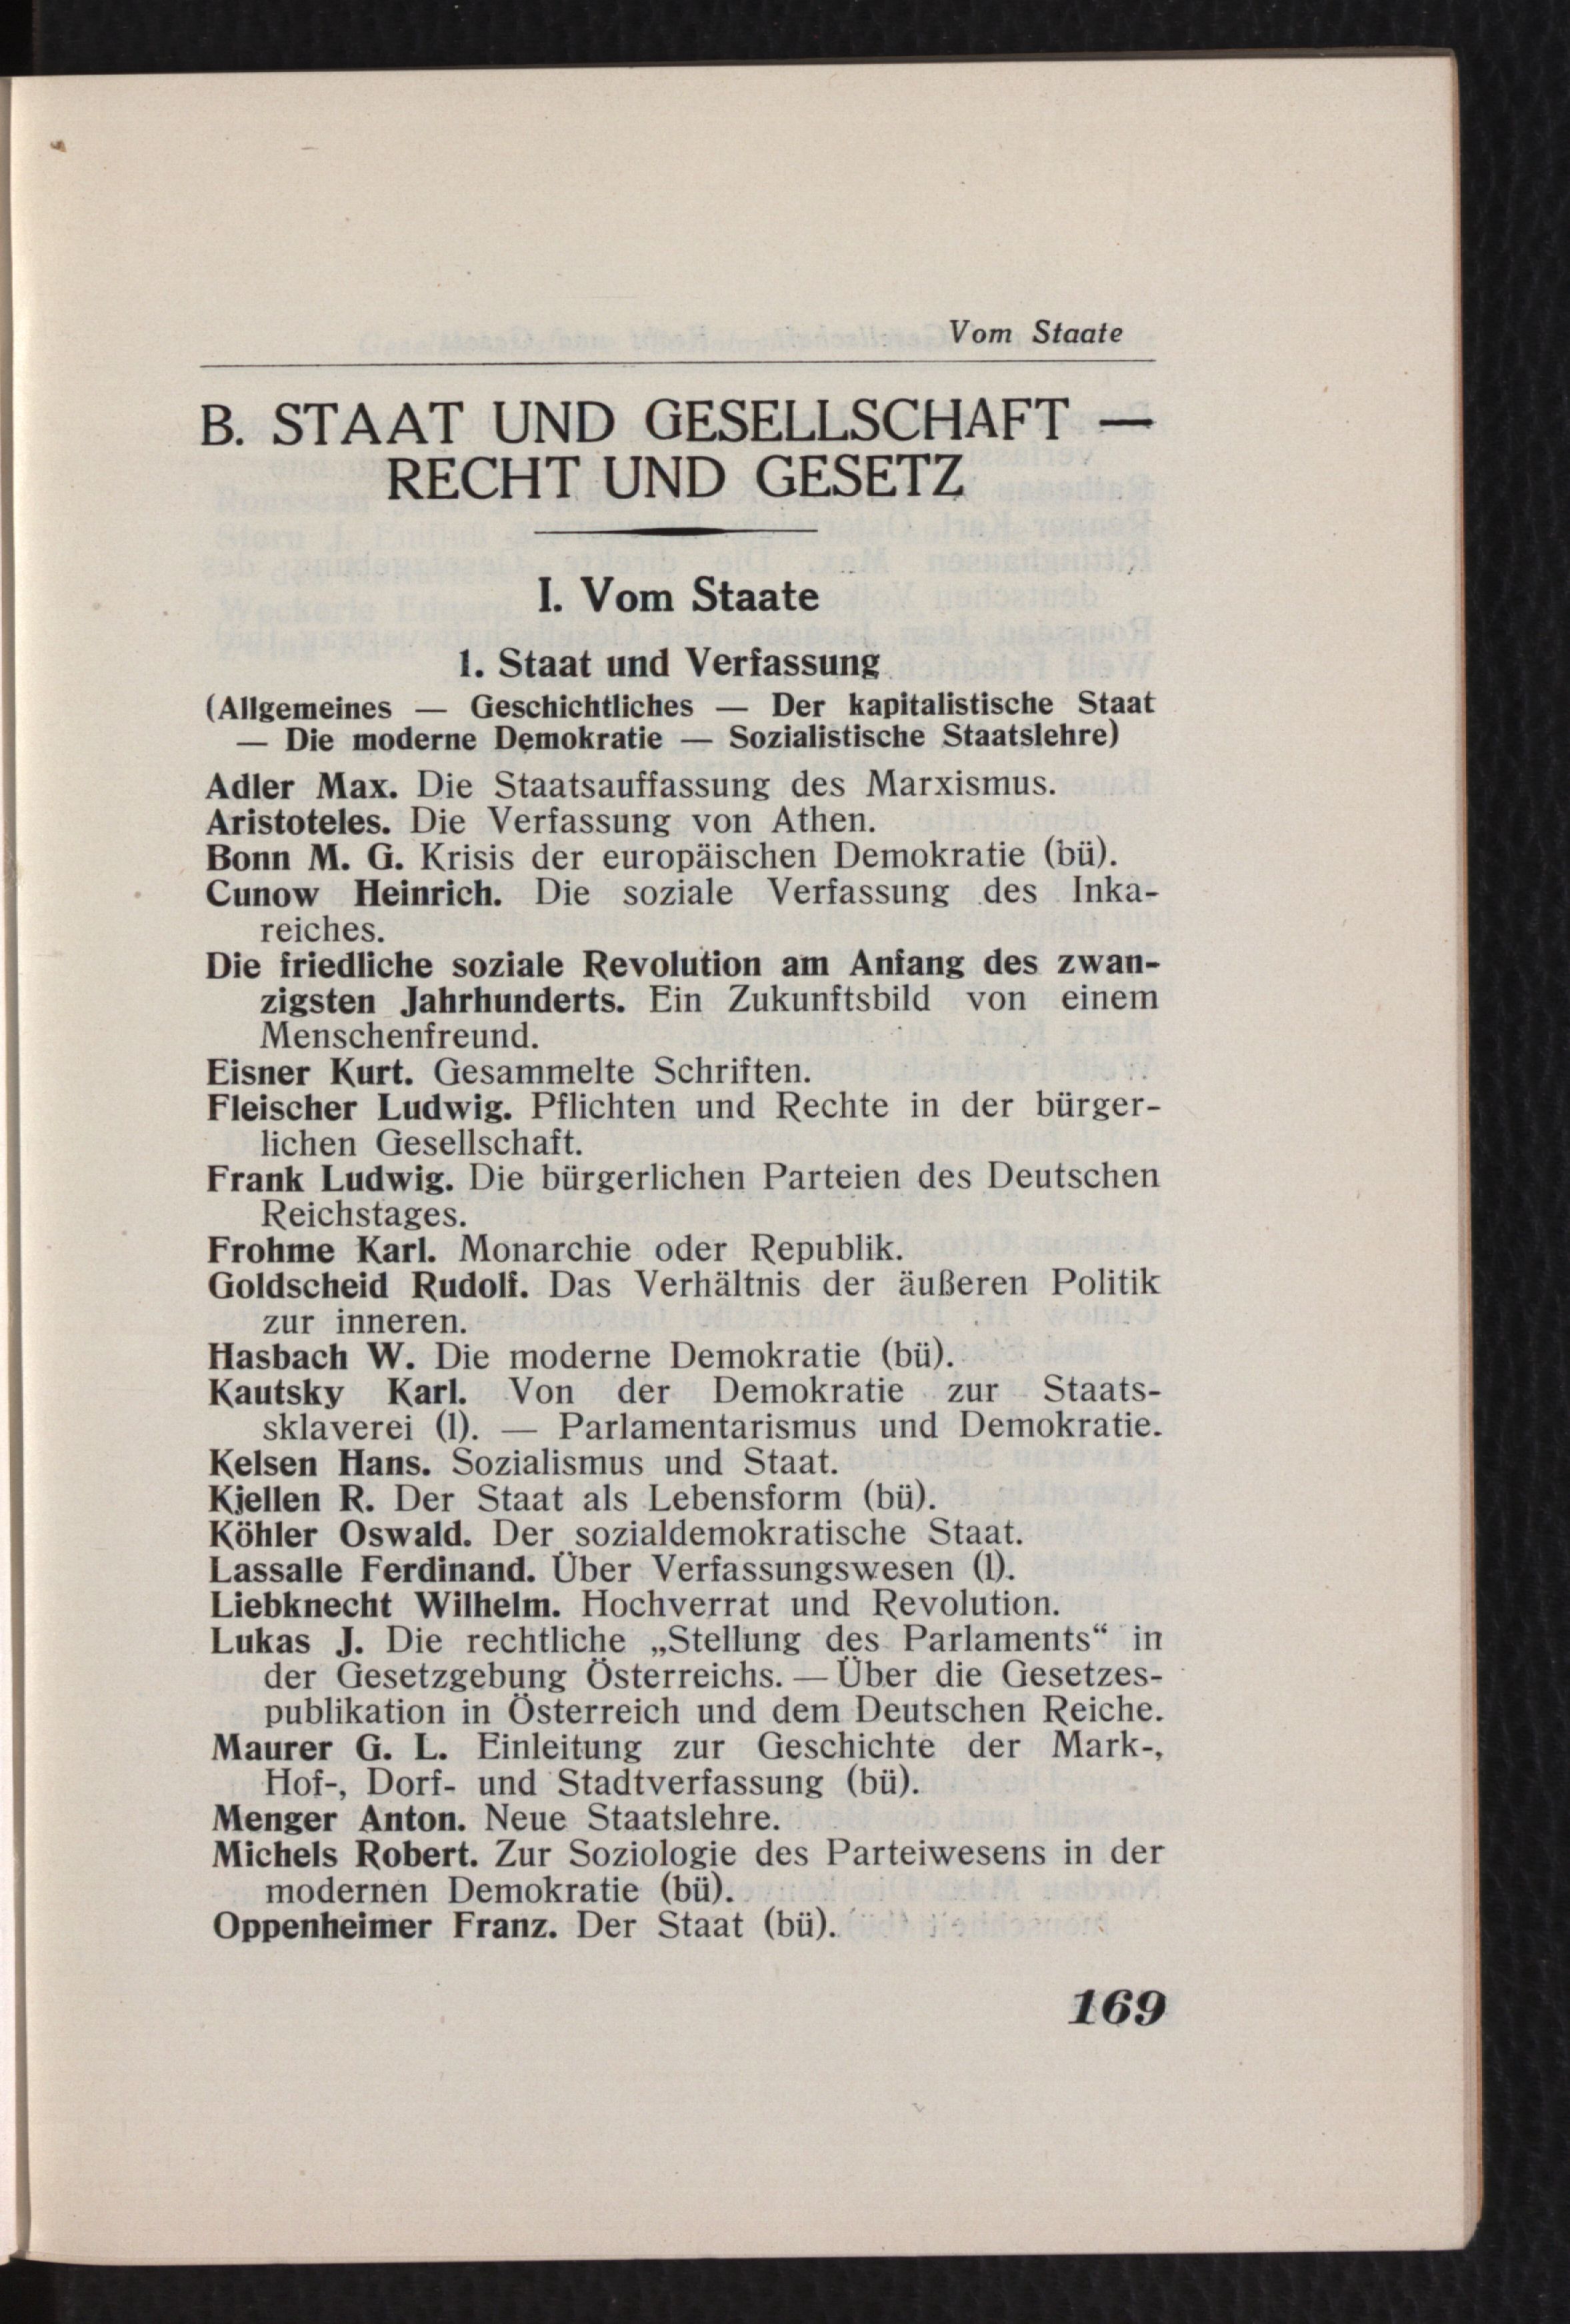 Vom Staate
B. STAAT UND GESELLSCHAFT —
RECHT UND GESETZ
I. Vom Staate
1. Staat und Verfassung
(Allgemeines — Geschichtliches — Der kapitalistische Staat
— Die moderne Demokratie — Sozialistische Staatslehre)
Adler Max. Die Staatsauffassung des Marxismus.
Aristoteles. Die Verfassung von Athen.
Bonn M. G. Krisis der europäischen Demokratie (bü).
Cunow Heinrich. Die soziale Verfassung des Inka-
reiches.
Die friedliche soziale Revolution am Anfang des zwan-
zigsten Jahrhunderts. Ein Zukunftsbild von einem
Menschenfreund.
Eisner Kurt. Gesammelte Schriften.
Fleischer Ludwig. Pflichten und Rechte in der bürger-
lichen Gesellschaft.
Frank Ludwig. Die bürgerlichen Parteien des Deutschen
Reichstages.
Frohme Karl. Monarchie oder Republik.
Goldscheid Rudolf. Das Verhältnis der äußeren Politik
zur inneren.
Hasbach W. Die moderne Demokratie (bü).
Kautsky Karl. Von der Demokratie zur Staats-
sklaverei (l). — Parlamentarismus und Demokratie.
Kelsen Hans. Sozialismus und Staat.
Kjellen R. Der Staat als Lebensform (bü).
Köhler Oswald. Der sozialdemokratische Staat.
Lassalle Ferdinand. Über Verfassungswesen (l).
Liebknecht Wilhelm. Hochverrat und Revolution.
Lukas J. Die rechtliche „Stellung des Parlaments“ in
der Gesetzgebung Österreichs. — Über die Gesetzes-
publikation in Österreich und dem Deutschen Reiche.
Maurer G. L. Einleitung zur Geschichte der Mark-,
Hof-, Dorf- und Stadtverfassung (bü).
Menger Anton. Neue Staatslehre.
Michels Robert. Zur Soziologie des Parteiwesens in der
modernen Demokratie (bü).
Oppenheimer Franz. Der Staat (bü).
169